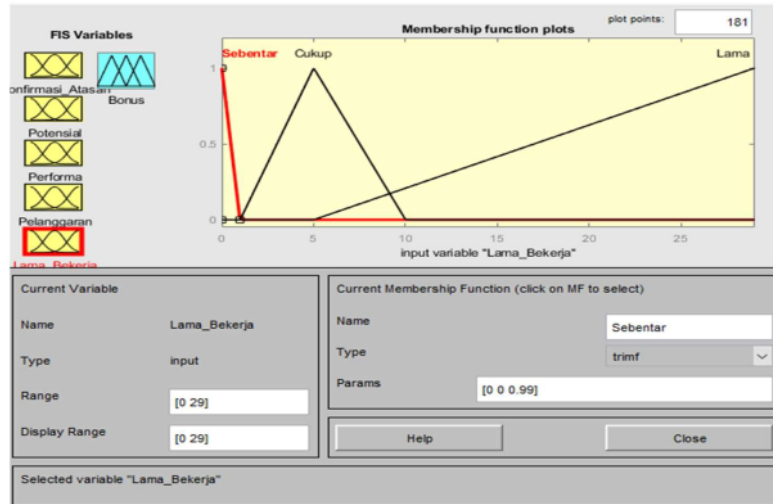 FIS Variables
Membership function plots
plot points:
181
onfirmasi_Atasan
Bonus
Potensial
Performa
Pelanggaran
Lama_Bekerja
Sebentar
Cukup
Lama
1
0.5
0
0
5
10
15
20
25
input variable "Lama_Bekerja"
Current Variable
Name
Lama_Bekerja
Type
input
Range
[0 29]
Display Range
[0 29]
Current Membership Function (click on MF to select)
Name
Sebentar
Type
trimf
Params
[0 0 0.99]
Help
Close
Selected variable "Lama_Bekerja"